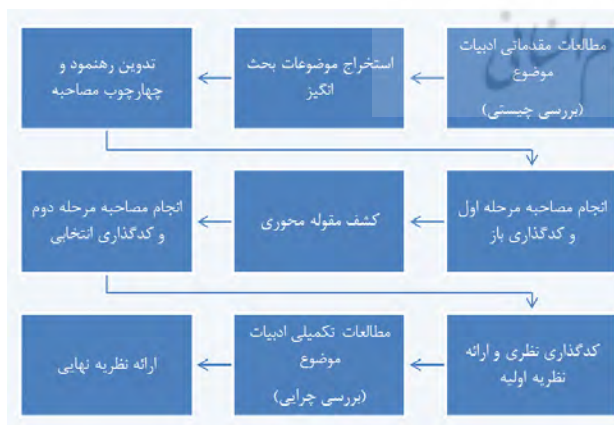 مطالعات مقدماتی ادبیات
موضوع
(بررسی چیستی)
استخراج موضوعات بحث
انگیز
تدوین رهنمود و
چهارچوب مصاحبه
انجام مصاحبه مرحله اول
و کدگذاری باز
کشف مقوله محوری
انجام مصاحبه مرحله دوم
و کدگذاری انتخابی
کدگذاری نظری و ارائه
نظریه اولیه
مطالعات تکمیلی ادبیات
موضوع
(بررسی چرایی)
ارائه نظریه نهایی